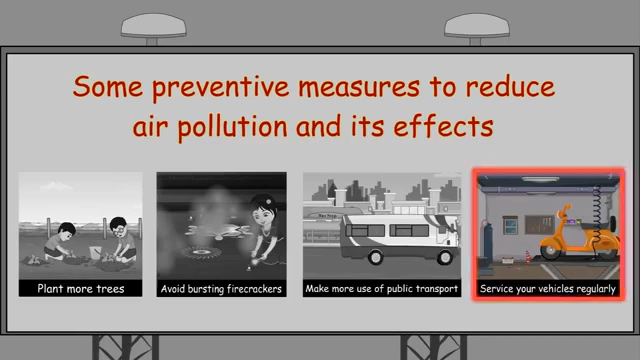 Some preventive measures to reduce
air pollution and its effects
Plant more trees
Avoid bursting firecrackers
Make more use of public transport
Service your vehicles regularly